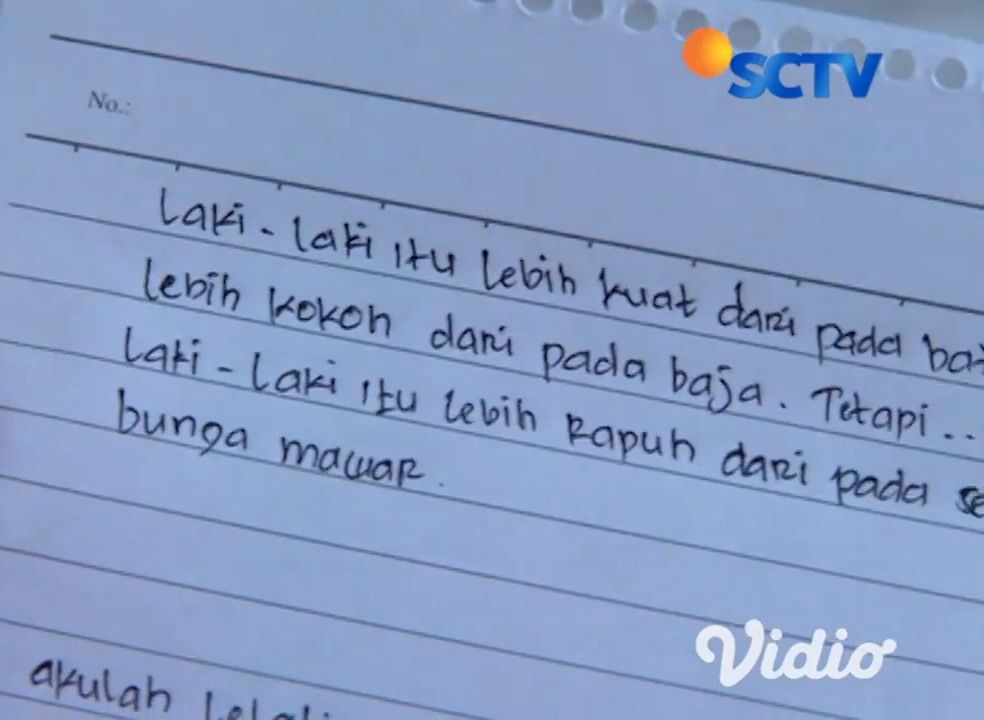 SCTV
No.:
Laki-laki itu lebih kuat dari pada
lebih kokoh dari pada baja. Tetapi..
Laki-Laki itu lebih Rapuh dari pada
bunga mawar.
akulah
Vidio